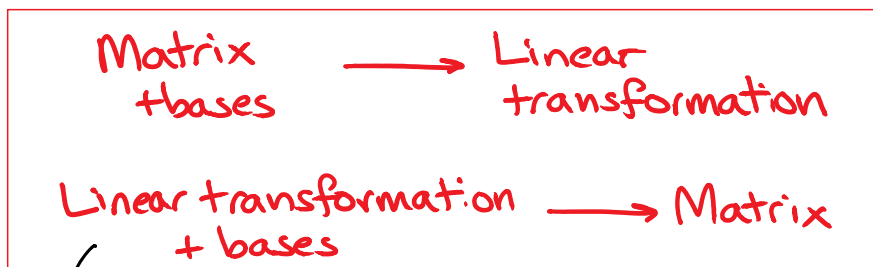 Matrix → Linear
+bases transformation
Linear transformation → Matrix
+ bases